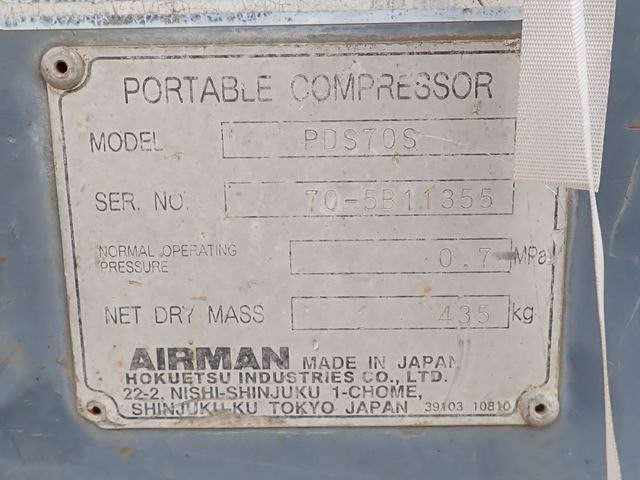 PORTABLE COMPRESSOR
MODEL PDS70S
SER. NO. 70-5B11355
NORMAL OPERATING
PRESSURE 0.7 MPa
NET DRY MASS 435 kg
AIRMAN MADE IN JAPAN
HOKUETSU INDUSTRIES CO., LTD.
22-2, NISHI-SHINJUKU 1-CHOME,
SHINJUKU-KU TOKYO JAPAN 39103 10810